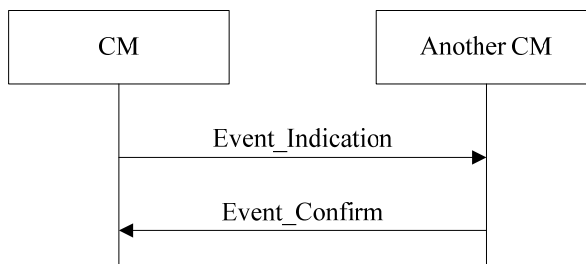 CM
Another CM
Event_Indication
Event_Confirm